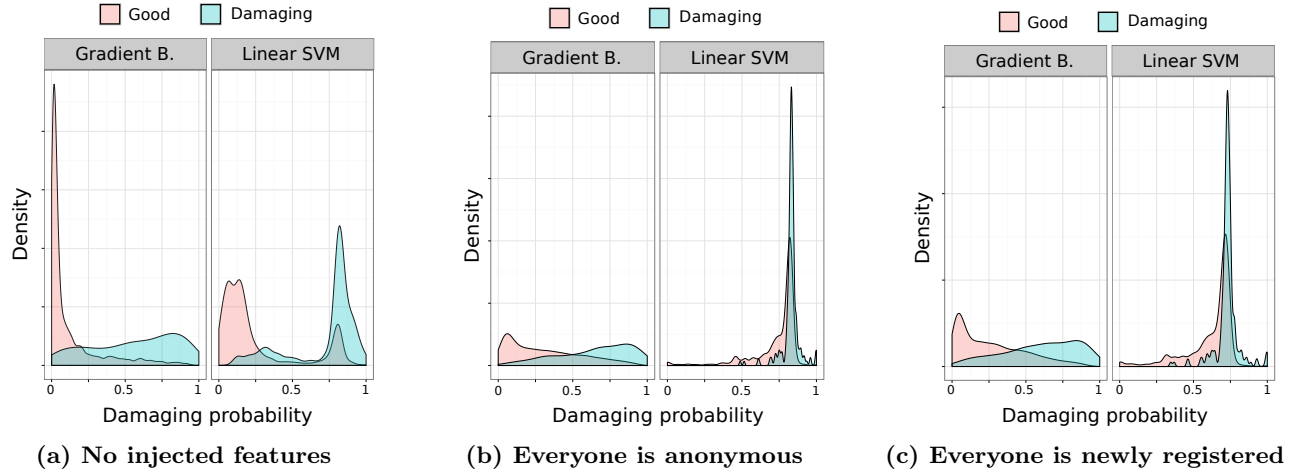 Good Damaging
Gradient B. Linear SVM
Density
0 0.5 1 0 0.5 1
Damaging probability
(a) No injected features
Good Damaging
Gradient B. Linear SVM
Density
0 0.5 1 0 0.5 1
Damaging probability
(b) Everyone is anonymous
Good Damaging
Gradient B. Linear SVM
Density
0 0.5 1 0 0.5 1
Damaging probability
(c) Everyone is newly registered